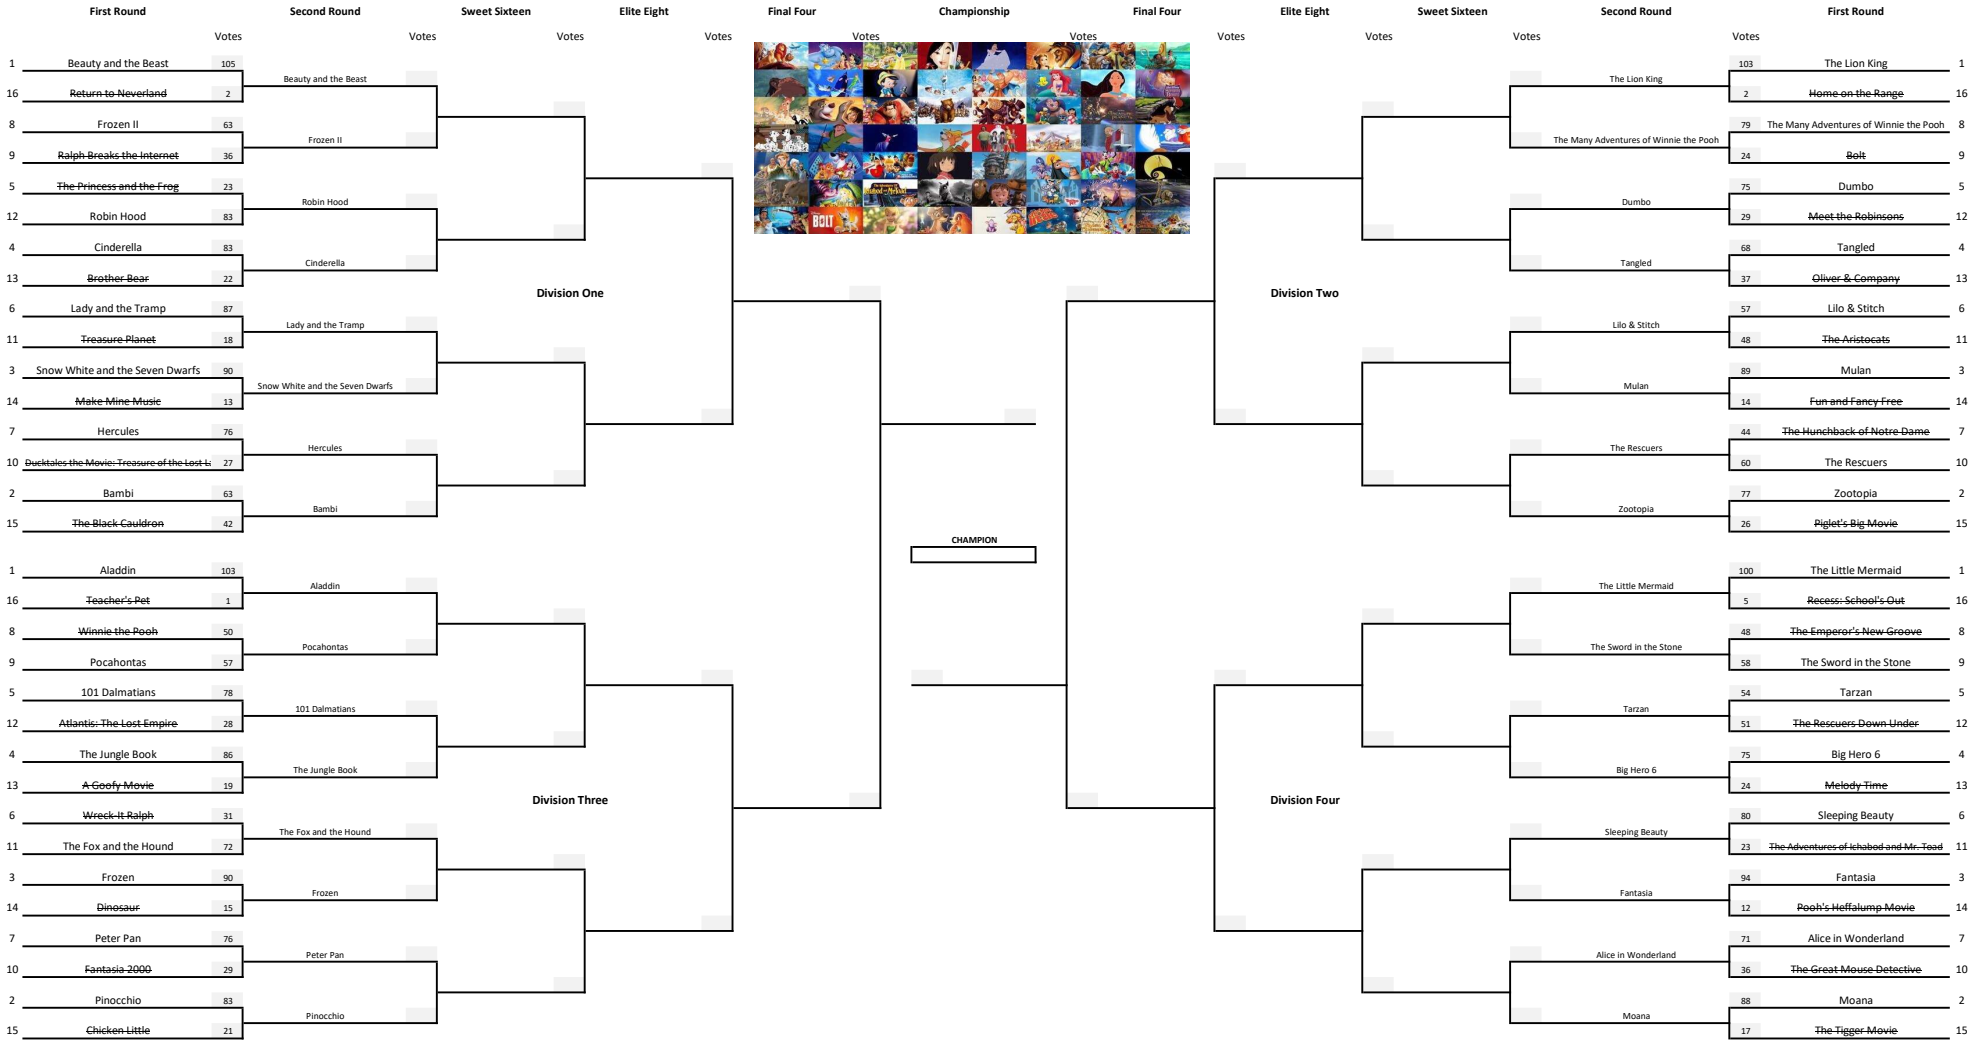 First Round Second Round Sweet Sixteen Elite Eight Final Four Championship Final Four Elite Eight Sweet Sixteen Second Round First Round
Votes Votes Votes Votes Votes Votes Votes Votes Votes Votes
1 Beauty and the Beast 105
16 Return to Neverland 2
Beauty and the Beast
8 Frozen II 63
9 Ralph Breaks the Internet 36
Frozen II
5 The Princess and the Frog 23
12 Robin Hood 83
Robin Hood
4 Cinderella 83
13 Brother Bear 22
Cinderella
Division One
6 Lady and the Tramp 87
11 Treasure Planet 18
Lady and the Tramp
3 Snow White and the Seven Dwarfs 90
14 Make Mine Music 13
Snow White and the Seven Dwarfs
7 Hercules 76
10 Ducktales the Movie: Treasure of the Lost La 27
Hercules
2 Bambi 63
15 The Black Cauldron 42
Bambi
1 Aladdin 103
16 Teacher's Pet 1
Aladdin
8 Winnie the Pooh 50
9 Pocahontas 57
Pocahontas
5 101 Dalmatians 78
12 Atlantis: The Lost Empire 28
101 Dalmatians
4 The Jungle Book 86
13 A Goofy Movie 19
The Jungle Book
Division Three
6 Wreck-It Ralph 31
11 The Fox and the Hound 72
The Fox and the Hound
3 Frozen 90
14 Dinosaur 15
Frozen
7 Peter Pan 76
10 Fantasia 2000 29
Peter Pan
2 Pinocchio 83
15 Chicken Little 21
Pinocchio
BOLT
CHAMPION
The Lion King
103 The Lion King 1
2 Home on the Range 16
The Many Adventures of Winnie the Pooh
79 The Many Adventures of Winnie the Pooh 8
24 Bolt 9
Dumbo
75 Dumbo 5
29 Meet the Robinsons 12
Tangled
68 Tangled 4
37 Oliver & Company 13
Division Two
Lilo & Stitch
57 Lilo & Stitch 6
48 The Aristocats 11
Mulan
89 Mulan 3
14 Fun and Fancy Free 14
The Rescuers
44 The Hunchback of Notre Dame 7
60 The Rescuers 10
Zootopia
77 Zootopia 2
26 Piglet's Big Movie 15
The Little Mermaid
100 The Little Mermaid 1
5 Recess: School's Out 16
The Sword in the Stone
48 The Emperor's New Groove 8
58 The Sword in the Stone 9
Tarzan
54 Tarzan 5
51 The Rescuers Down Under 12
Big Hero 6
75 Big Hero 6 4
24 Melody Time 13
Division Four
Sleeping Beauty
80 Sleeping Beauty 6
23 The Adventures of Ichabod and Mr. Toad 11
Fantasia
94 Fantasia 3
12 Pooh's Heffalump Movie 14
Alice in Wonderland
71 Alice in Wonderland 7
36 The Great Mouse Detective 10
Moana
88 Moana 2
17 The Tigger Movie 15